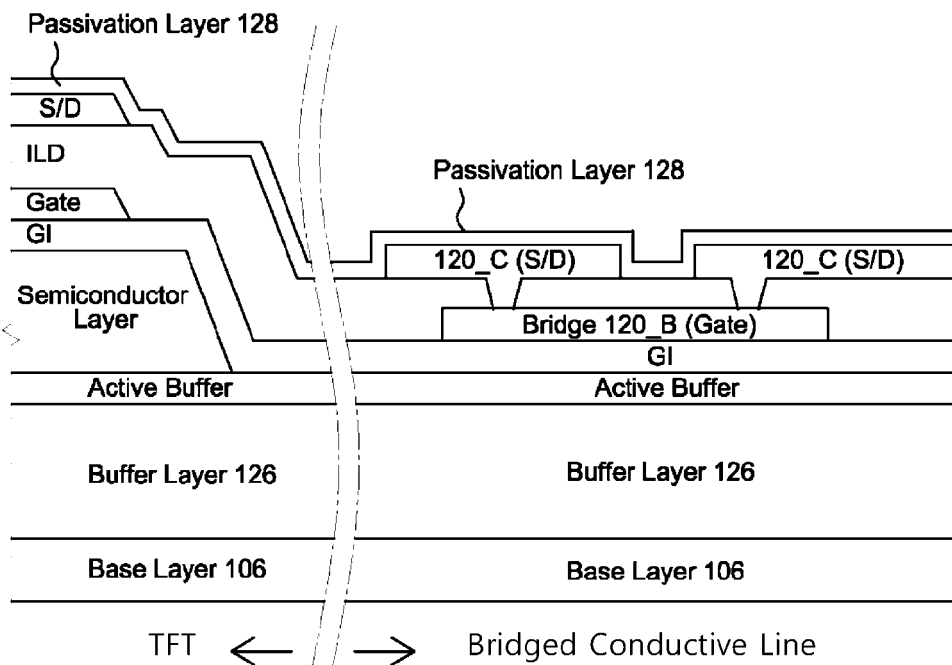 Passivation Layer 128
S/D
ILD
Gate
GI
Semiconductor
Layer
Active Buffer
Buffer Layer 126
Base Layer 106
TFT
Passivation Layer 128
120_C (S/D)
120_C (S/D)
Bridge 120_B (Gate)
GI
Active Buffer
Buffer Layer 126
Base Layer 106
Bridged Conductive Line